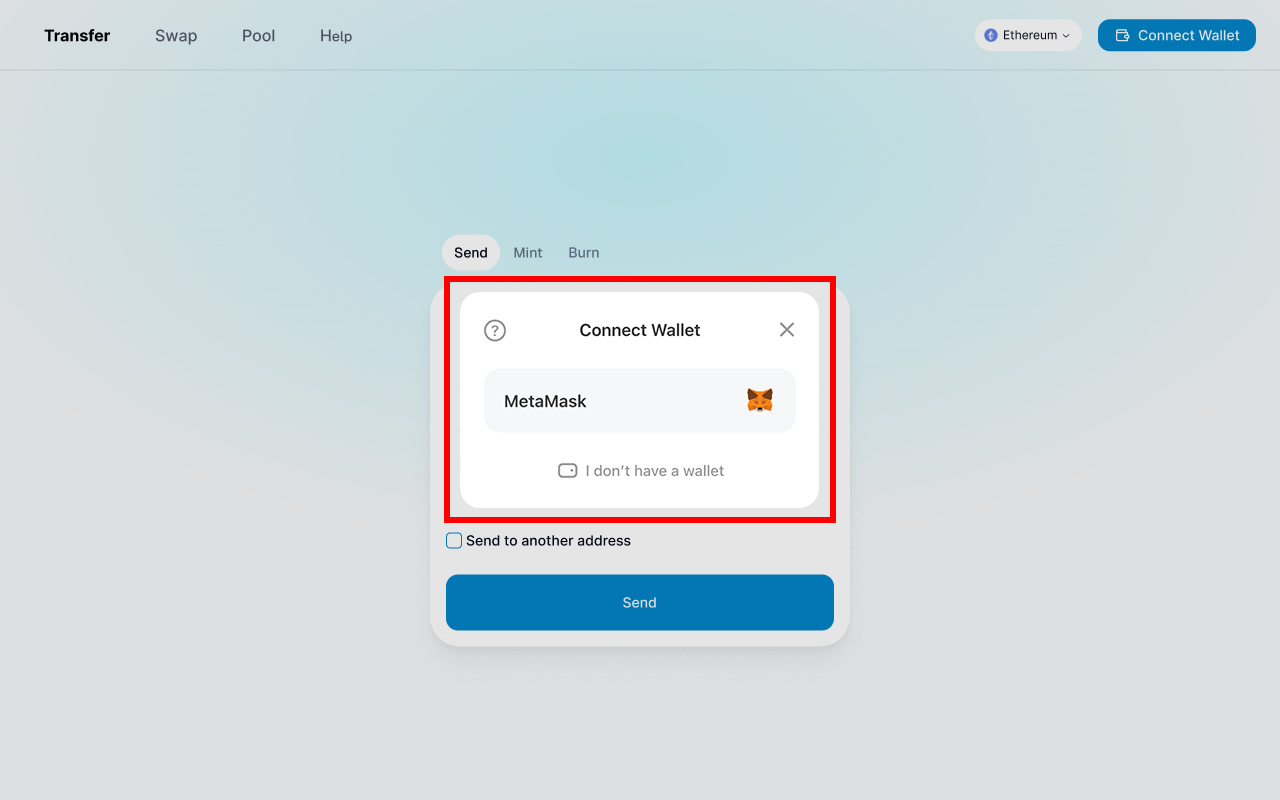 Transfer Swap Pool Help Ethereum Connect Wallet
Send Mint Burn
? Connect Wallet
MetaMask
I don't have a wallet
Send to another address
Send